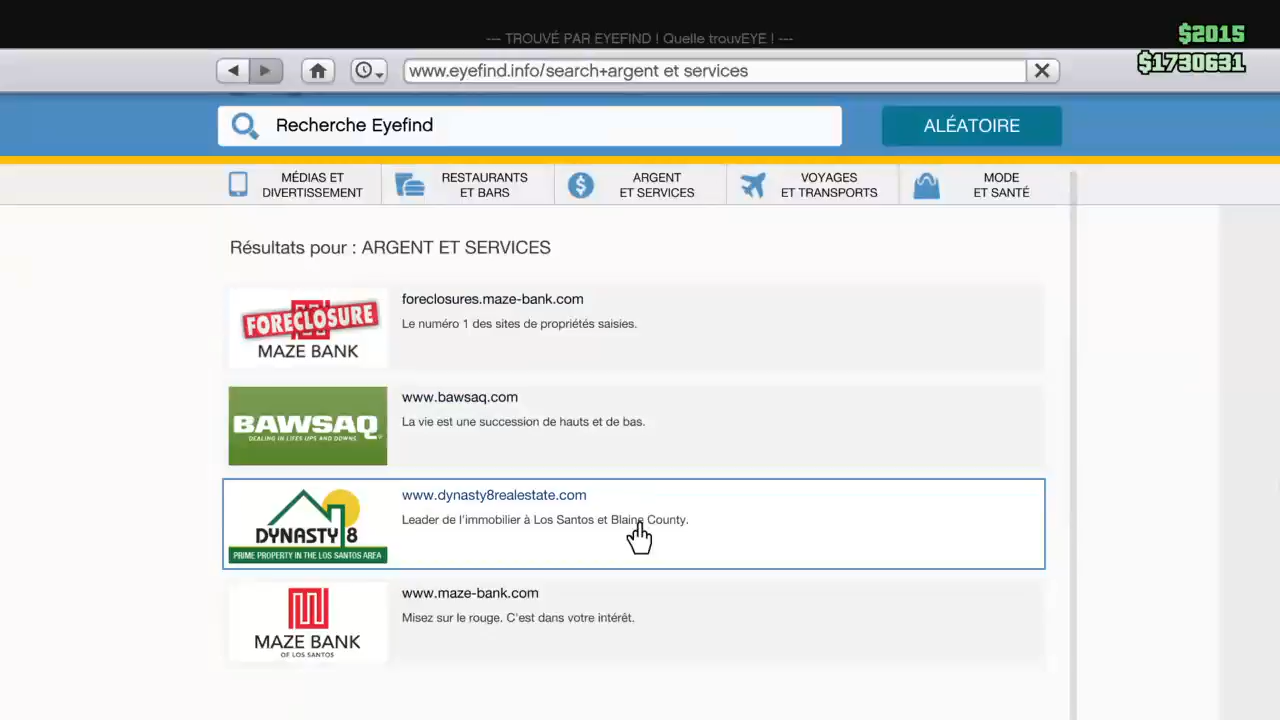 --- TROUVÉ PAR EYEFIND ! Quelle trouvEYE ! ---
$2015
$1730631
www.eyefind.info/search+argent et services
Recherche Eyefind
ALÉATOIRE
MÉDIAS ET
DIVERTISSEMENT
RESTAURANTS
ET BARS
ARGENT
ET SERVICES
VOYAGES
ET TRANSPORTS
MODE
ET SANTÉ
Résultats pour : ARGENT ET SERVICES
FORECLOSURE
MAZE BANK
foreclosures.maze-bank.com
Le numéro 1 des sites de propriétés saisies.
BAWSAQ
DEALING IN LIFE'S UPS AND DOWNS.
www.bawsaq.com
La vie est une succession de hauts et de bas.
DYNASTY 8
PRIME PROPERTY IN THE LOS SANTOS AREA
www.dynasty8realestate.com
Leader de l'immobilier à Los Santos et Blaine County.
MAZE BANK
OF LOS SANTOS
www.maze-bank.com
Misez sur le rouge. C'est dans votre intérêt.